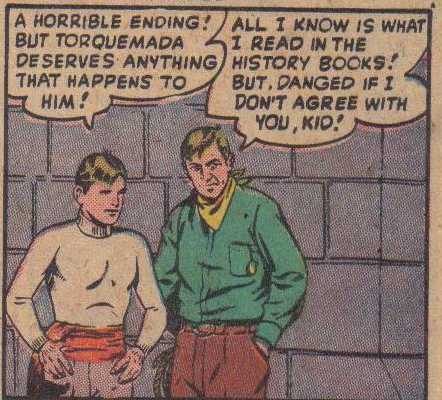 A HORRIBLE ENDING!
BUT TORQUEMADA
DESERVES ANYTHING
THAT HAPPENS TO
HIM!
ALL I KNOW IS WHAT
I READ IN THE
HISTORY BOOKS!
BUT, DANGED IF I
DON'T AGREE WITH
YOU, KID!